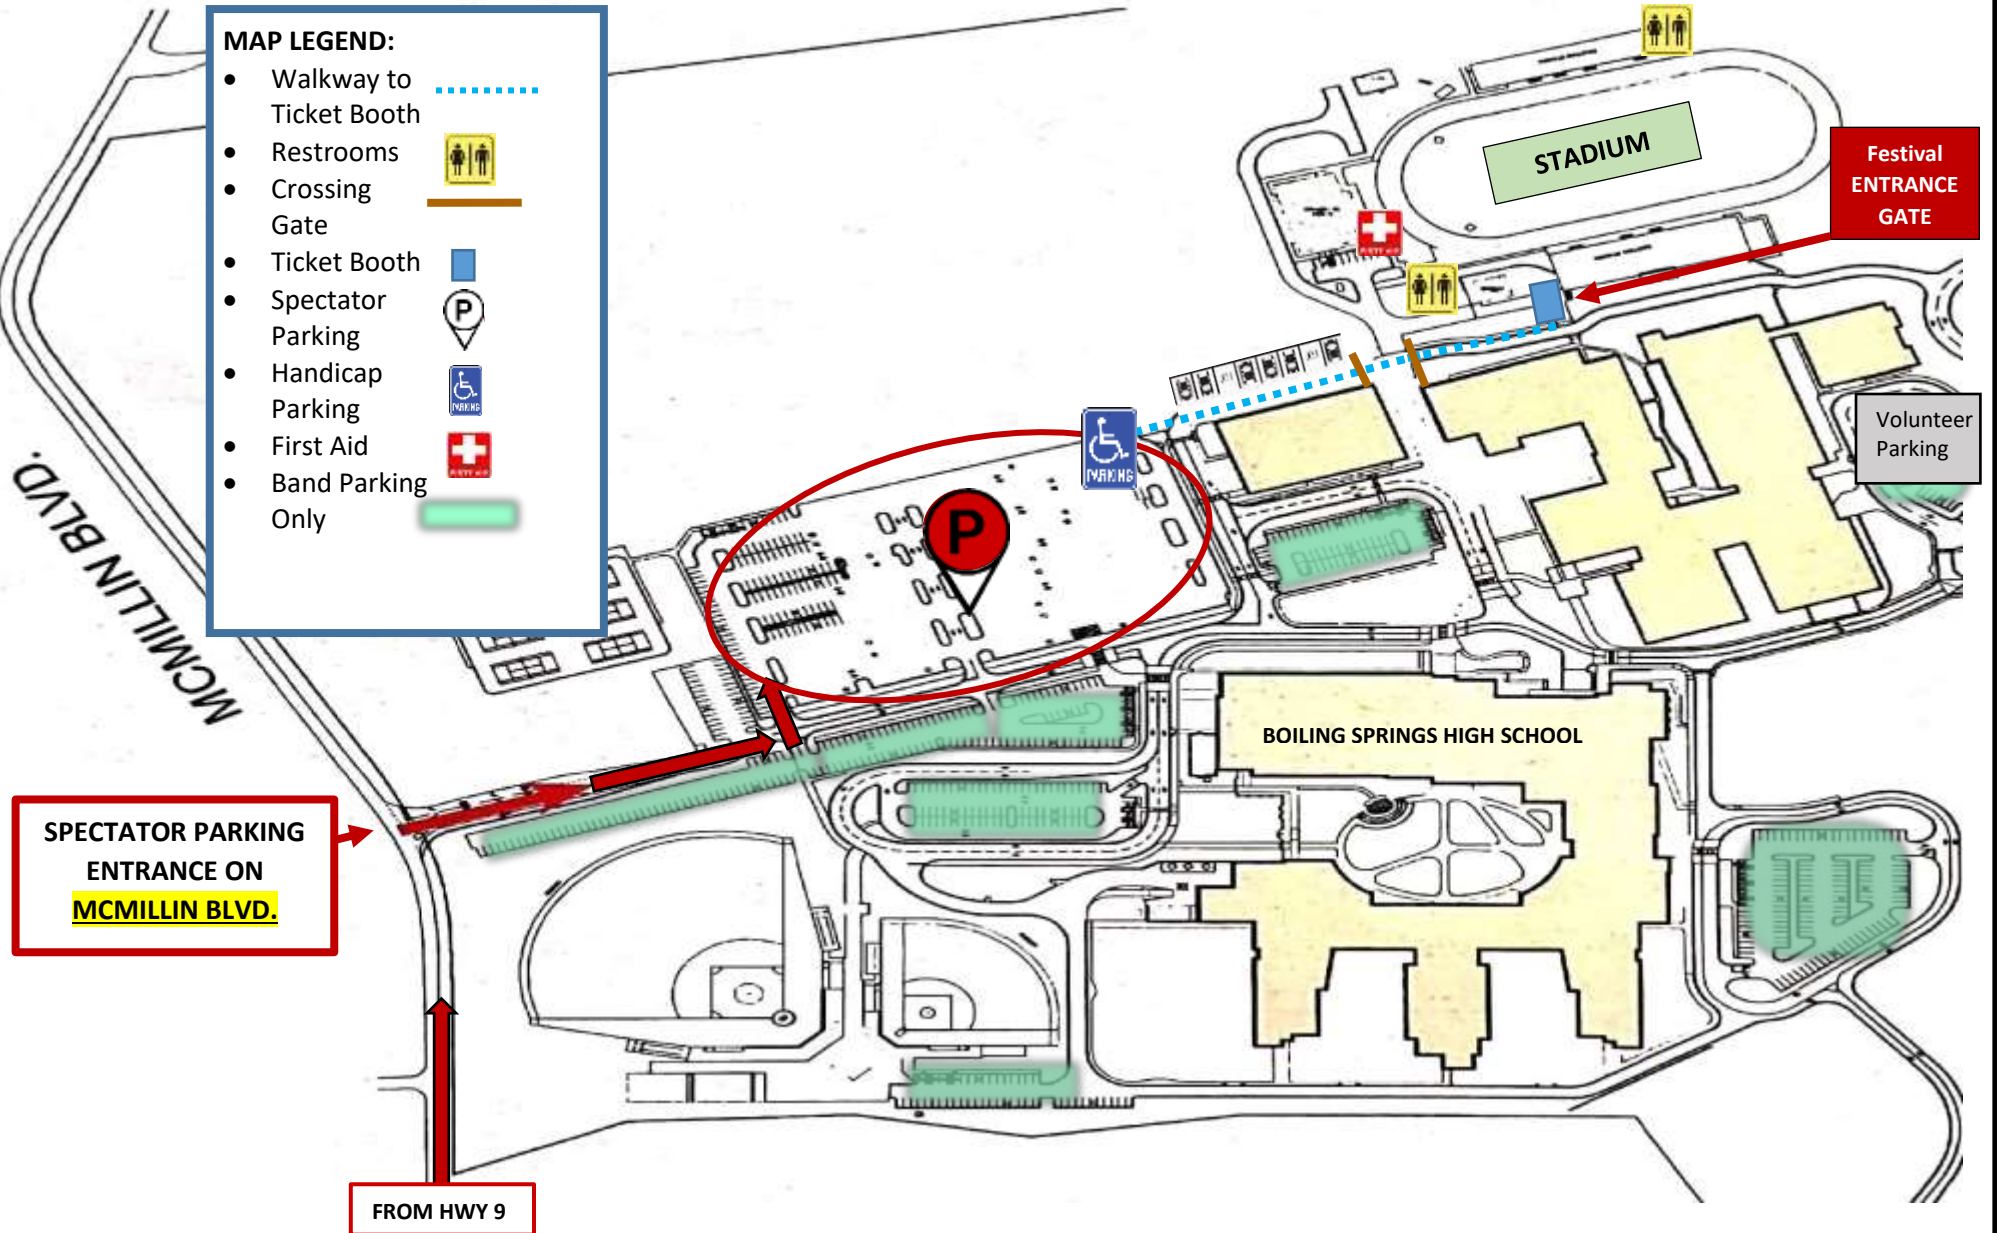 MAP LEGEND:
• Walkway to
Ticket Booth
• Restrooms
• Crossing
Gate
• Ticket Booth
• Spectator
Parking
P
• Handicap
Parking
PARKING
• First Aid
• Band Parking
Only
STADIUM
Festival
ENTRANCE
GATE
Volunteer
Parking
PARKING
P
MCMILLIN BLVD.
BOILING SPRINGS HIGH SCHOOL
SPECTATOR PARKING
ENTRANCE ON
MCMILLIN BLVD.
FROM HWY 9